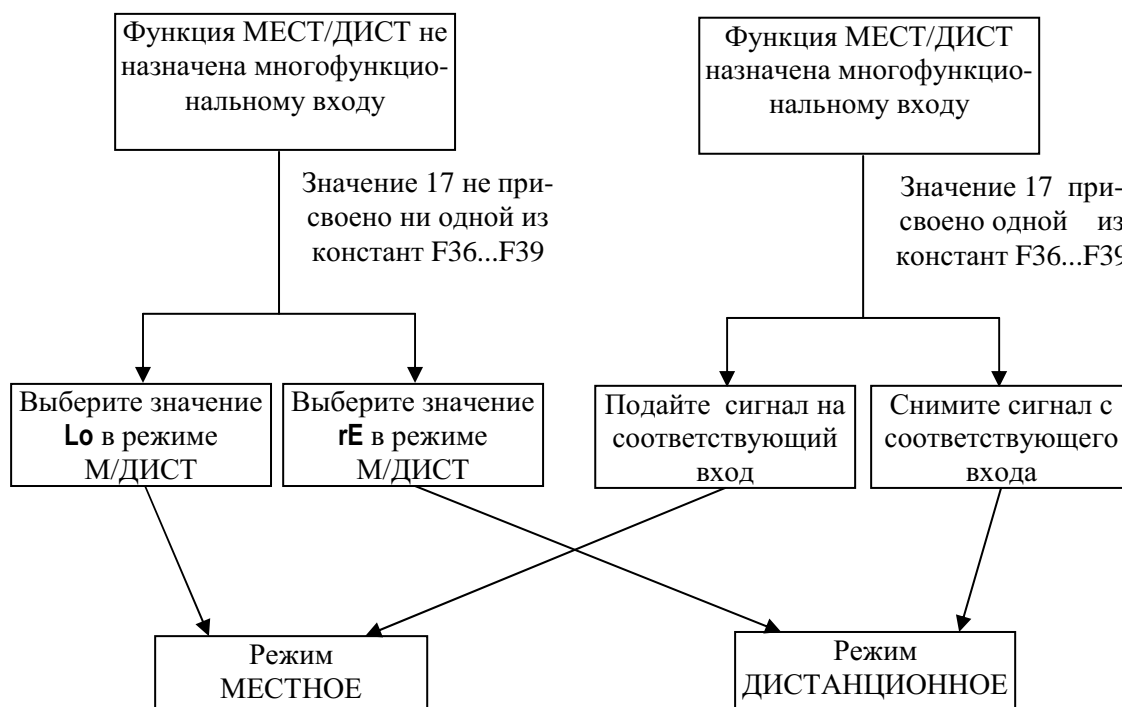 Функция МЕСТ/ДИСТ не
назначена многофункцио-
нальному входу
Функция МЕСТ/ДИСТ
назначена многофункцио-
нальному входу
Значение 17 не при-
своено ни одной из
констант F36...F39
Значение 17 при-
своено одной из
констант F36...F39
Выберите значение
Lo в режиме
М/ДИСТ
Выберите значение
rE в режиме
М/ДИСТ
Подайте сигнал на
соответствующий
вход
Снимите сигнал с
соответствующего
входа
Режим
МЕСТНОЕ
Режим
ДИСТАНЦИОННОЕ